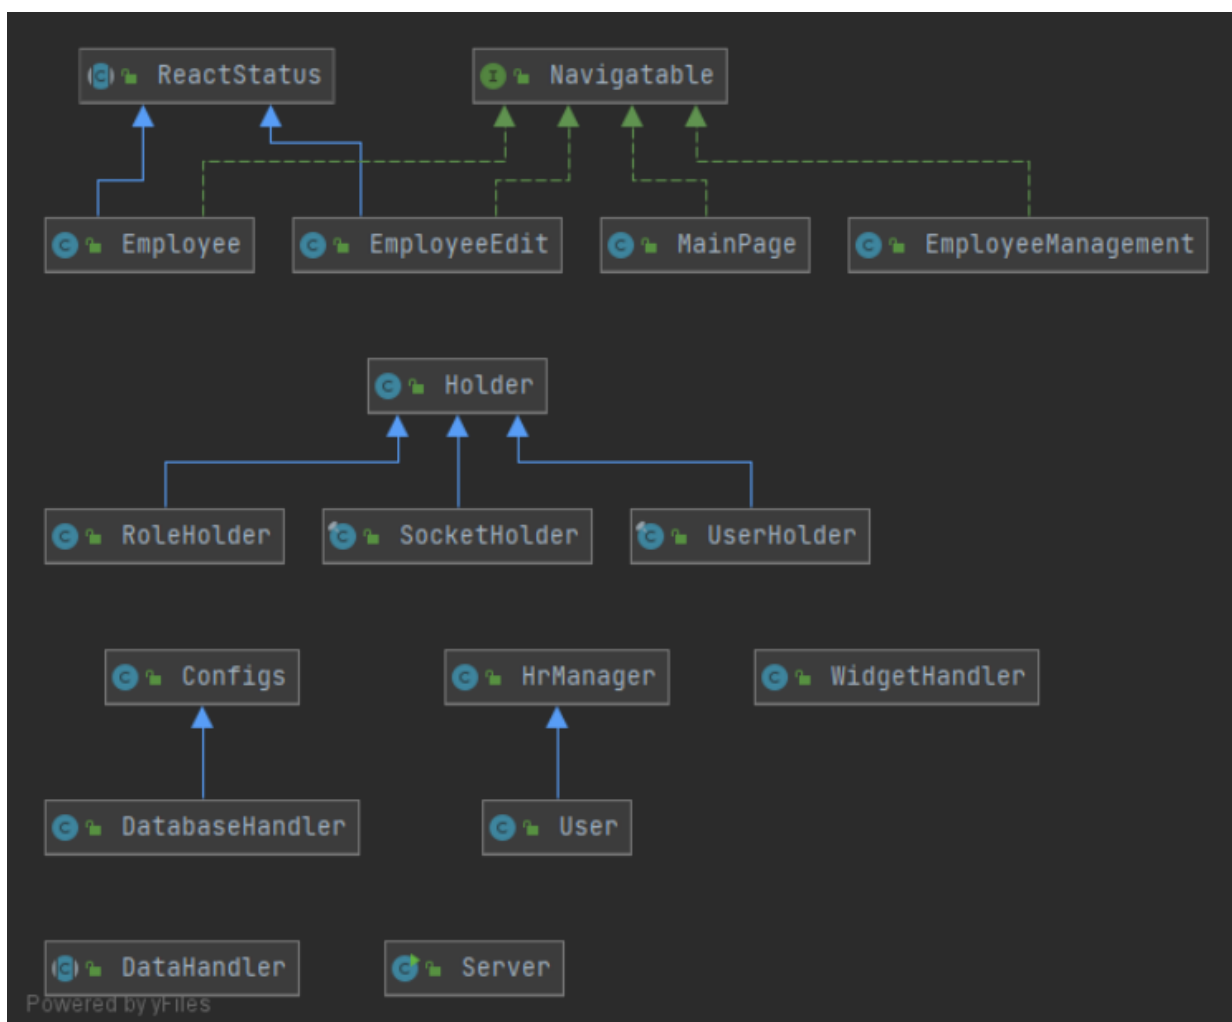 ReactStatus
Navigatable
Employee
EmployeeEdit
MainPage
EmployeeManagement
Holder
RoleHolder
SocketHolder
UserHolder
Configs
HrManager
WidgetHandler
DatabaseHandler
User
DataHandler
Server
Powered by yFiles